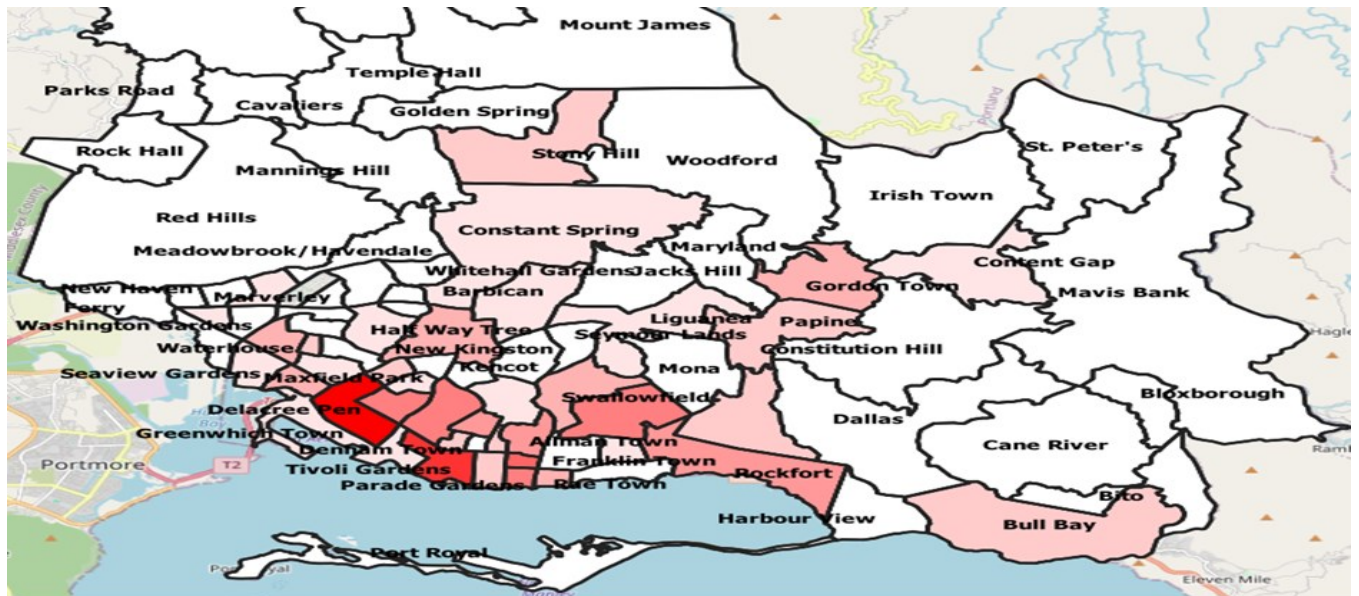 Mount James
Temple Hall
Parks Road
Cavaliers
Golden Spring
Portland
Rock Hall
Stony Hill
St. Peter's
Woodford
Mannings Hill
Irish Town
Red Hills
Constant Spring
Meadowbrook/Havendale
Maryland
Whitehall Gardens
Jacks Hill
Content Gap
New Haven
Marverley
Barbican
Gordon Town
Mavis Bank
Ferry
Washington Gardens
Half Way Tree
Liguanea
Papine
Seymour Lands
Waterhouse
New Kingston
Constitution Hill
Kencot
Mona
Seaview Gardens
Maxfield Park
Bloxborough
Swallowfields
Delacree Pen
Dallas
Greenwhich Town
Allman Town
Cane River
Denham Town
Portmore
T2
Tivoli Gardens
Franklin Town
Rockfort
Parade Gardens
Rae Town
Bito
Harbour View
Bull Bay
Port Royal
Eleven Mile